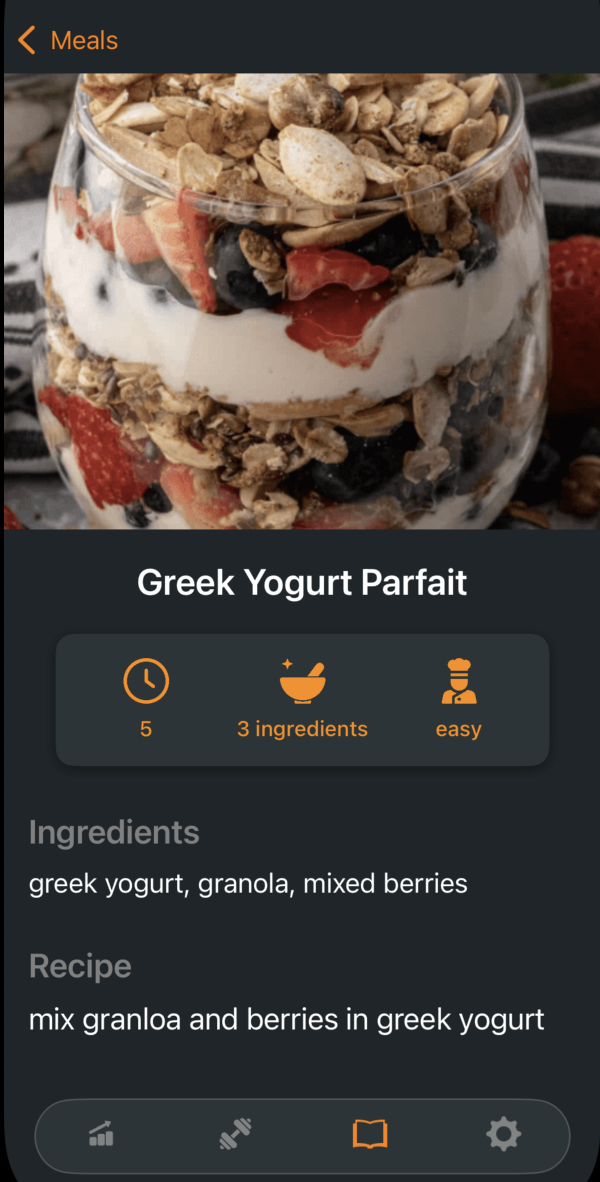 Meals
Greek Yogurt Parfait
5
3 ingredients
easy
Ingredients
greek yogurt, granola, mixed berries
Recipe
mix granloa and berries in greek yogurt